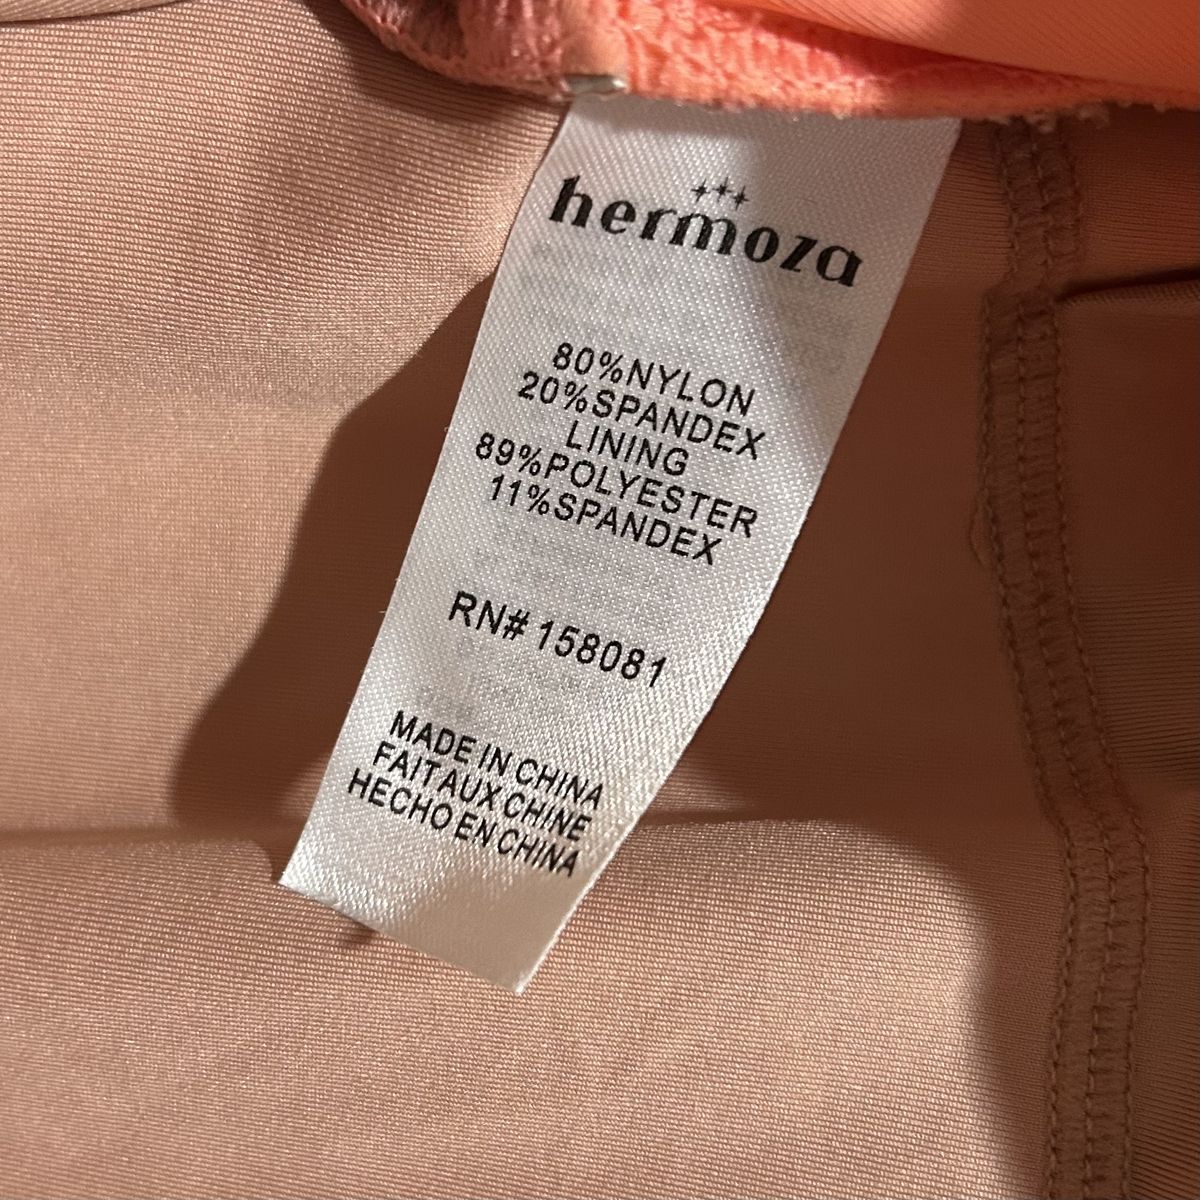 hermoza
80%NYLON
20%SPANDEX
LINING
89%POLYESTER
11%SPANDEX
RN# 158081
MADE IN CHINA
FAIT AUX CHINE
HECHO EN CHINA